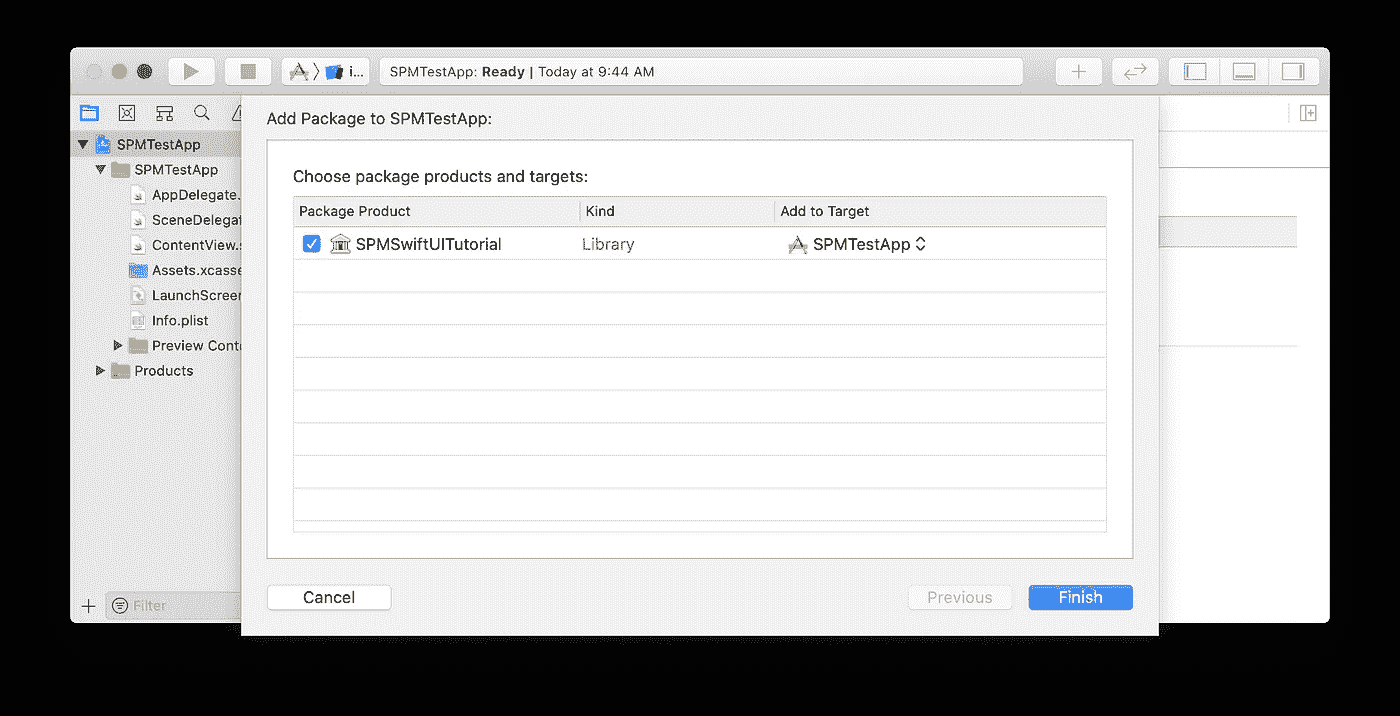 i...
SPMTestApp: Ready | Today at 9:44 AM
Add Package to SPMTestApp:
SPMTestApp
SPMTestApp
AppDelegate.
SceneDelegat
ContentView.s
Assets.xcasse
LaunchScreen
Info.plist
Preview Conte
Products
Filter
Choose package products and targets:
Package Product Kind Add to Target
SPMSwiftUITutorial Library SPMTestApp
Cancel Previous Finish